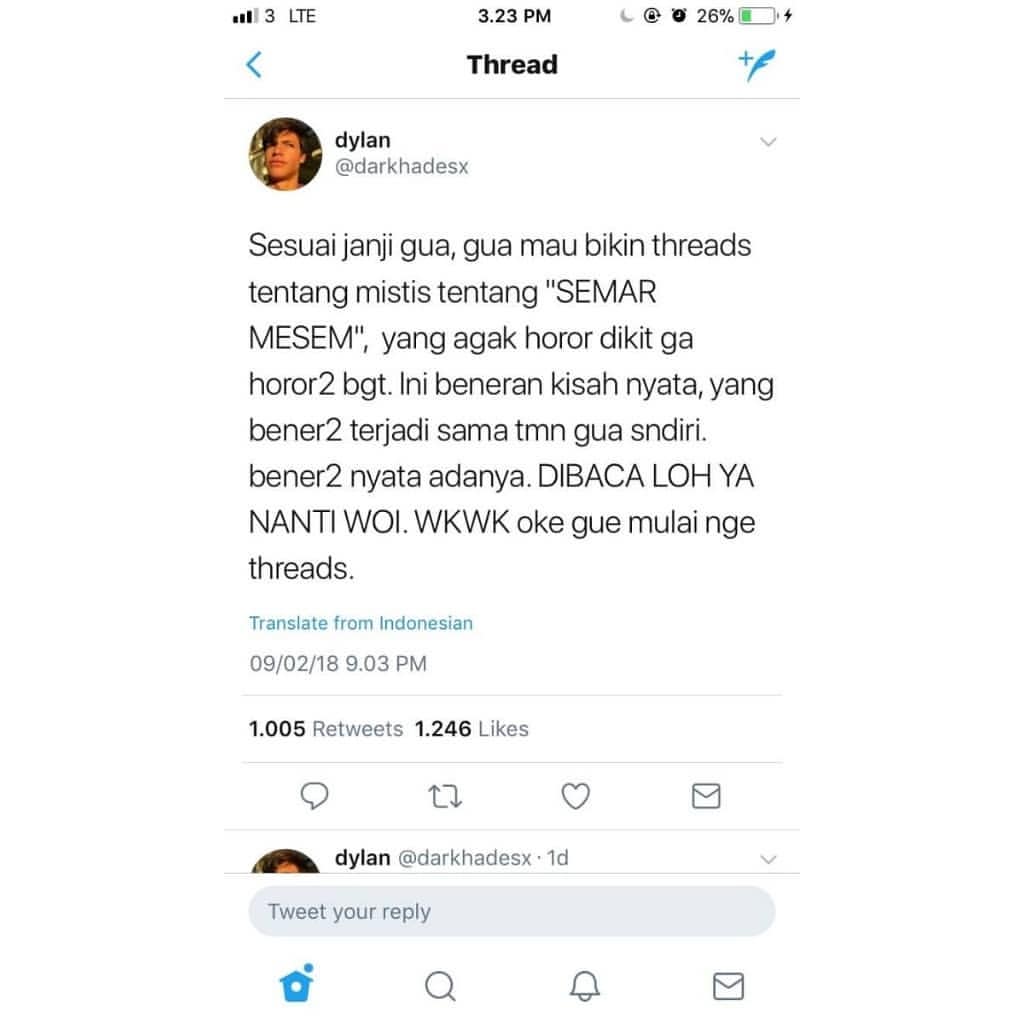 3 LTE 3.23 PM 26%
Thread
dylan
@darkhadesx
Sesuai janji gua, gua mau bikin threads
tentang mistis tentang "SEMAR
MESEM", yang agak horor dikit ga
horor2 bgt. Ini beneran kisah nyata, yang
bener2 terjadi sama tmn gua sndiri.
bener2 nyata adanya. DIBACA LOH YA
NANTI WOI. WKWK oke gue mulai nge
threads.
Translate from Indonesian
09/02/18 9.03 PM
1.005 Retweets 1.246 Likes
dylan @darkhadesx · 1d
Tweet your reply